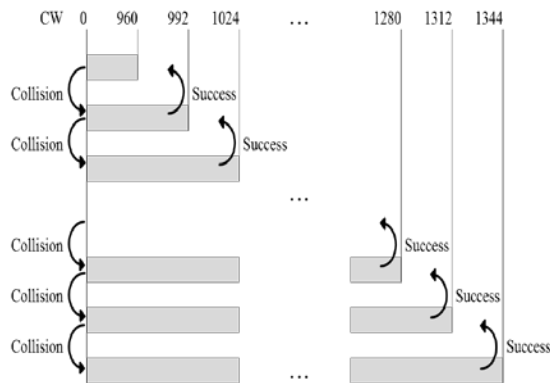 CW 0 960 992 1024 ... 1280 1312 1344
Collision
Success
Collision
Success
...
Collision
Success
Collision
Success
Collision
Success
...